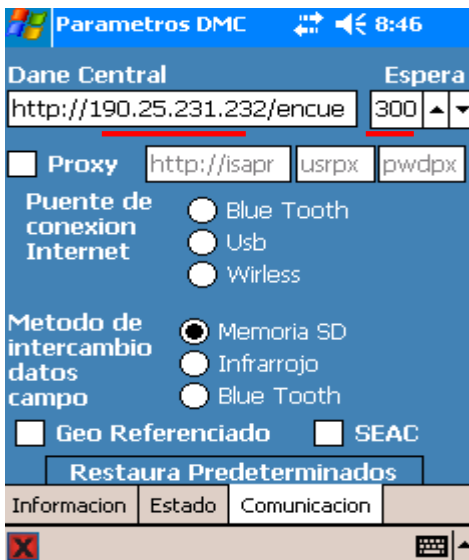 Parametros DMC 8:46
Dane Central Espera
http://190.25.231.232/encue 300
Proxy http://isapr usrpx pwdpx
Puente de
conexion
Internet
Blue Tooth
Usb
Wirless
Metodo de
intercambio
datos
campo
Memoria SD
Infrarrojo
Blue Tooth
Geo Referenciado SEAC
Restaura Predeterminados
Informacion Estado Comunicacion